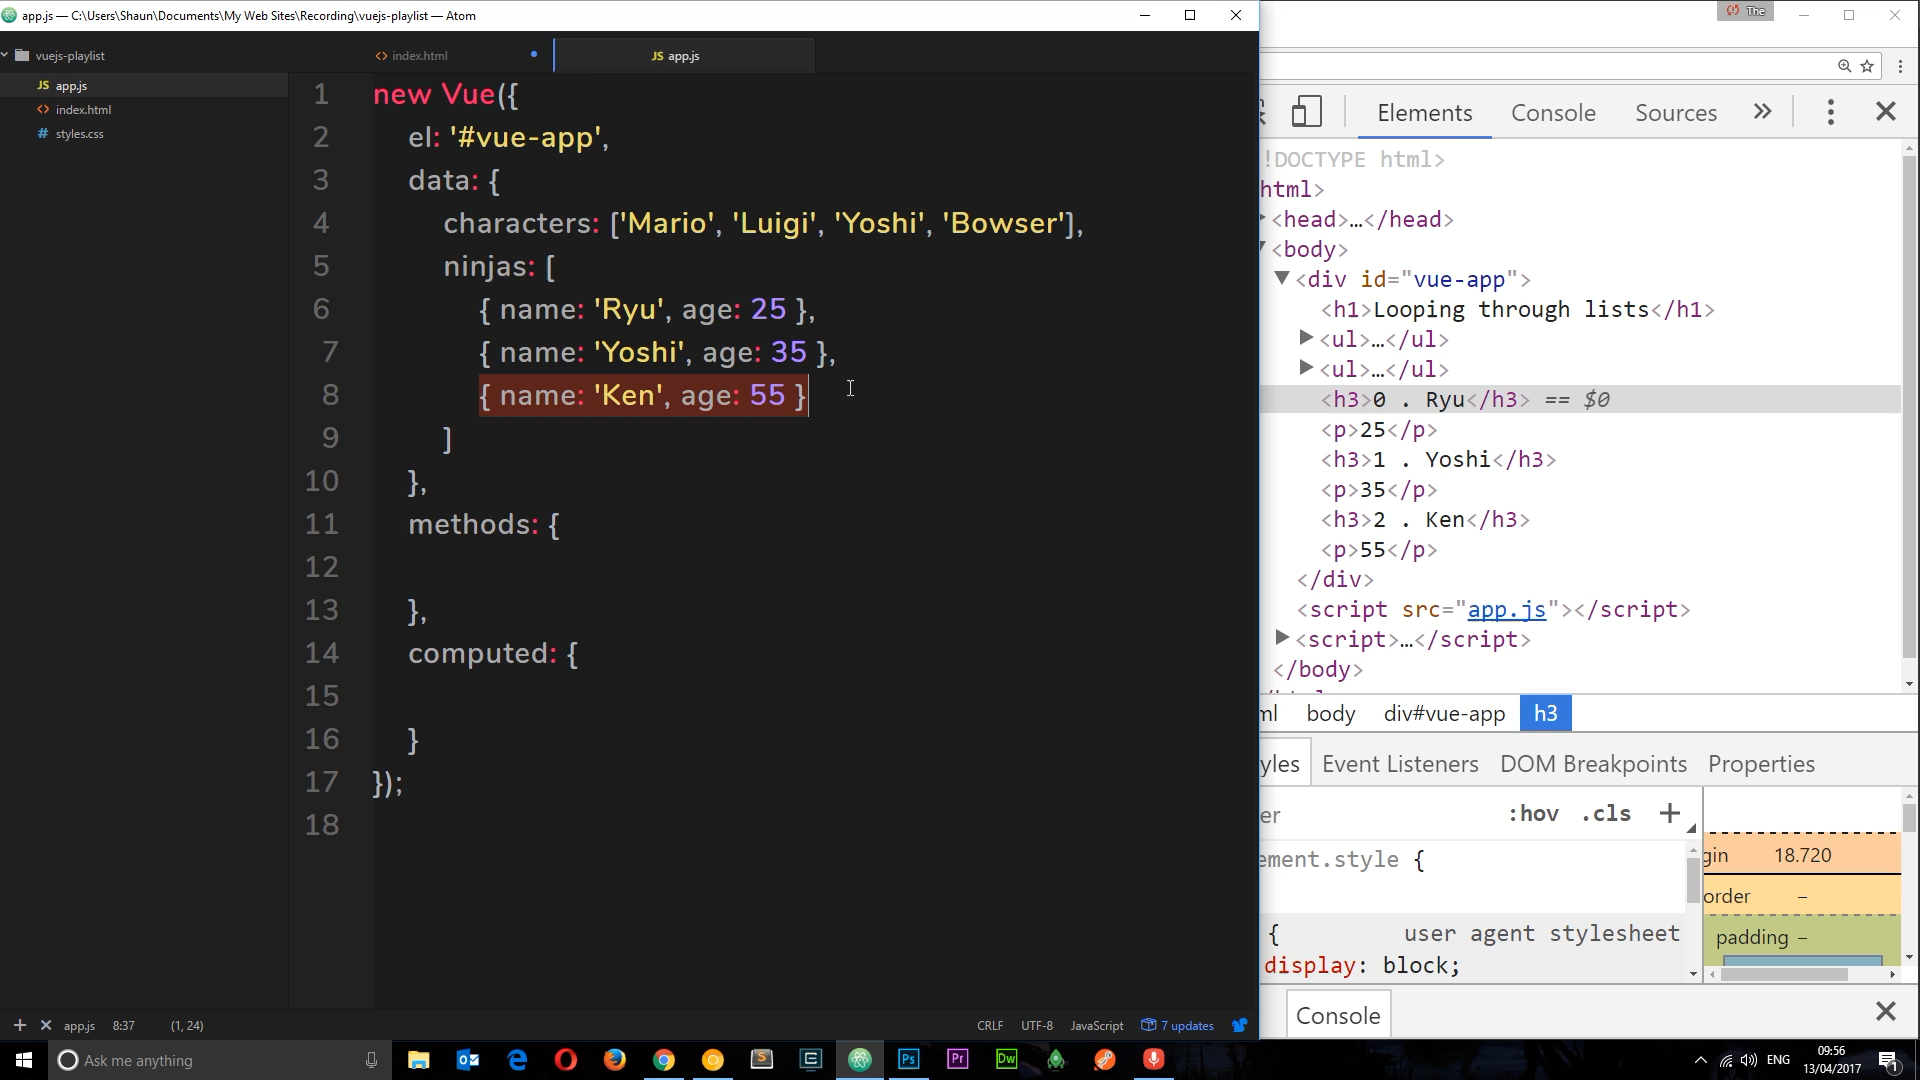 app.js — C:\Users\Shaun\Documents\My Web Sites\Recording\vuejs-playlist — Atom
vuejs-playlist
JS app.js
<> index.html
# styles.css
<> index.html
JS app.js
1 new Vue({
2 el: '#vue-app',
3 data: {
4 characters: ['Mario', 'Luigi', 'Yoshi', 'Bowser'],
5 ninjas: [
6 { name: 'Ryu', age: 25 },
7 { name: 'Yoshi', age: 35 },
8 { name: 'Ken', age: 55 }
9 ]
10 },
11 methods: {
12
13 },
14 computed: {
15
16 }
17 });
18
+ × app.js 8:37 (1, 24)
CRLF UTF-8 JavaScript 7 updates
The
Elements Console Sources »
!DOCTYPE html>
html>
<head>…</head>
<body>
<div id="vue-app">
<h1>Looping through lists</h1>
<ul>…</ul>
<ul>…</ul>
<h3>0 . Ryu</h3> == $0
<p>25</p>
<h3>1 . Yoshi</h3>
<p>35</p>
<h3>2 . Ken</h3>
<p>55</p>
</div>
<script src="app.js"></script>
<script>…</script>
</body>
ml body div#vue-app h3
yles Event Listeners DOM Breakpoints Properties
er :hov .cls +
ement.style {
{ user agent stylesheet
display: block;
gin 18.720
order –
padding –
Console
Ask me anything
Ps Pr Dw
ENG
09:56
13/04/2017
1